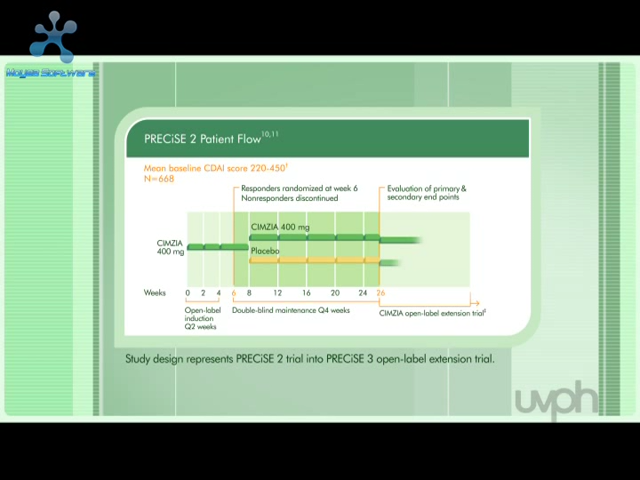 Moyea Software
PRECiSE 2 Patient Flow10,11
Mean baseline CDAI score 220-450†
N=668
Responders randomized at week 6
Nonresponders discontinued
Evaluation of primary &
secondary end points
CIMZIA 400 mg
CIMZIA
400 mg
Placebo
Weeks 0 2 4 6 8 12 16 20 24 26
Open-label
induction
Q2 weeks
Double-blind maintenance Q4 weeks
CIMZIA open-label extension trial
Study design represents PRECiSE 2 trial into PRECiSE 3 open-label extension trial.
uvph